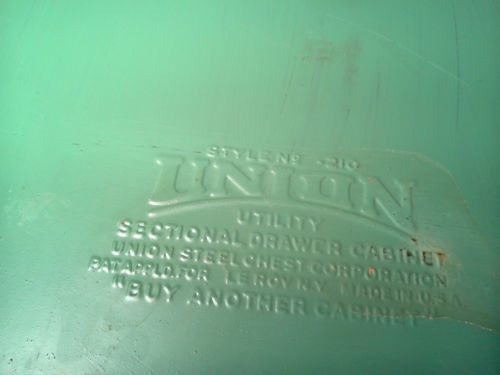 STYLE NO 210
UNION
UTILITY
SECTIONAL DRAWER CABINET
UNION STEEL CHEST CORPORATION
PAT. APPLD. FOR LE ROY N.Y. MADE IN U.S.A
"BUY ANOTHER CABINET"